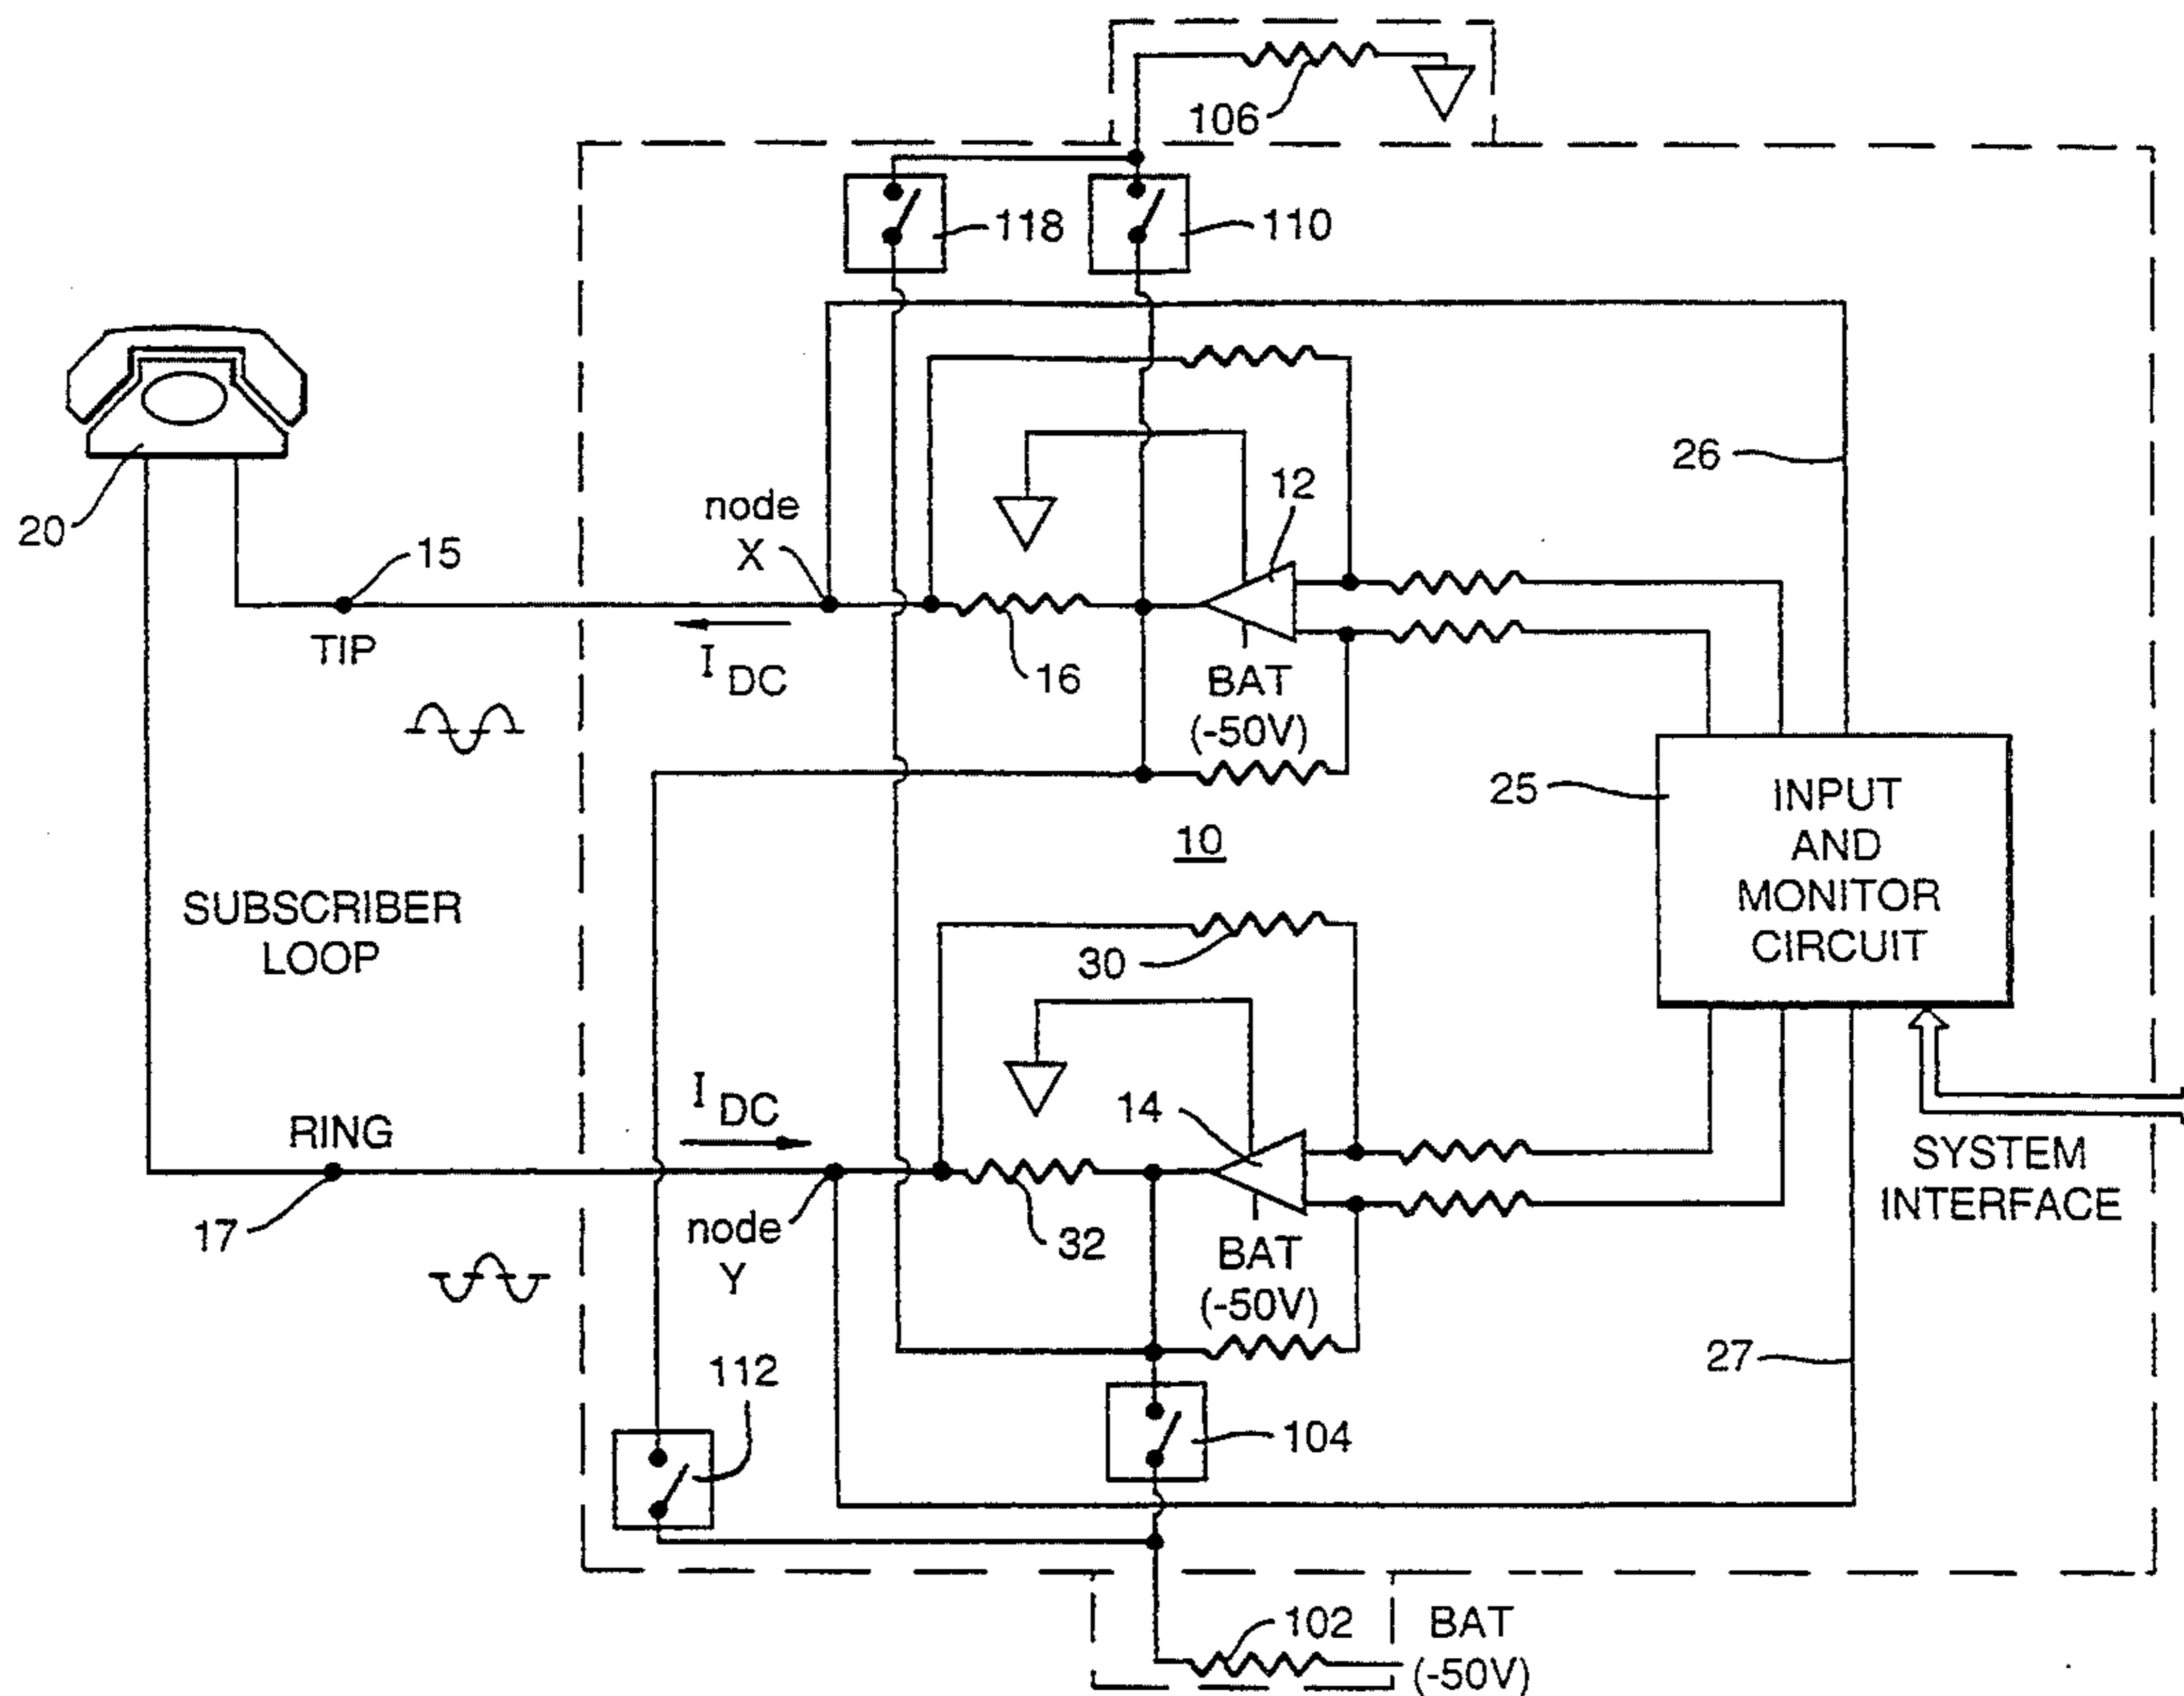 106
118
110
26
12
node
X
20
15
TIP
I DC
16
BAT
(-50V)
25
INPUT
AND
MONITOR
CIRCUIT
10
SUBSCRIBER
LOOP
30
I DC
14
RING
SYSTEM
INTERFACE
17
node
Y
32
BAT
(-50V)
27
112
104
102
BAT
(-50V)